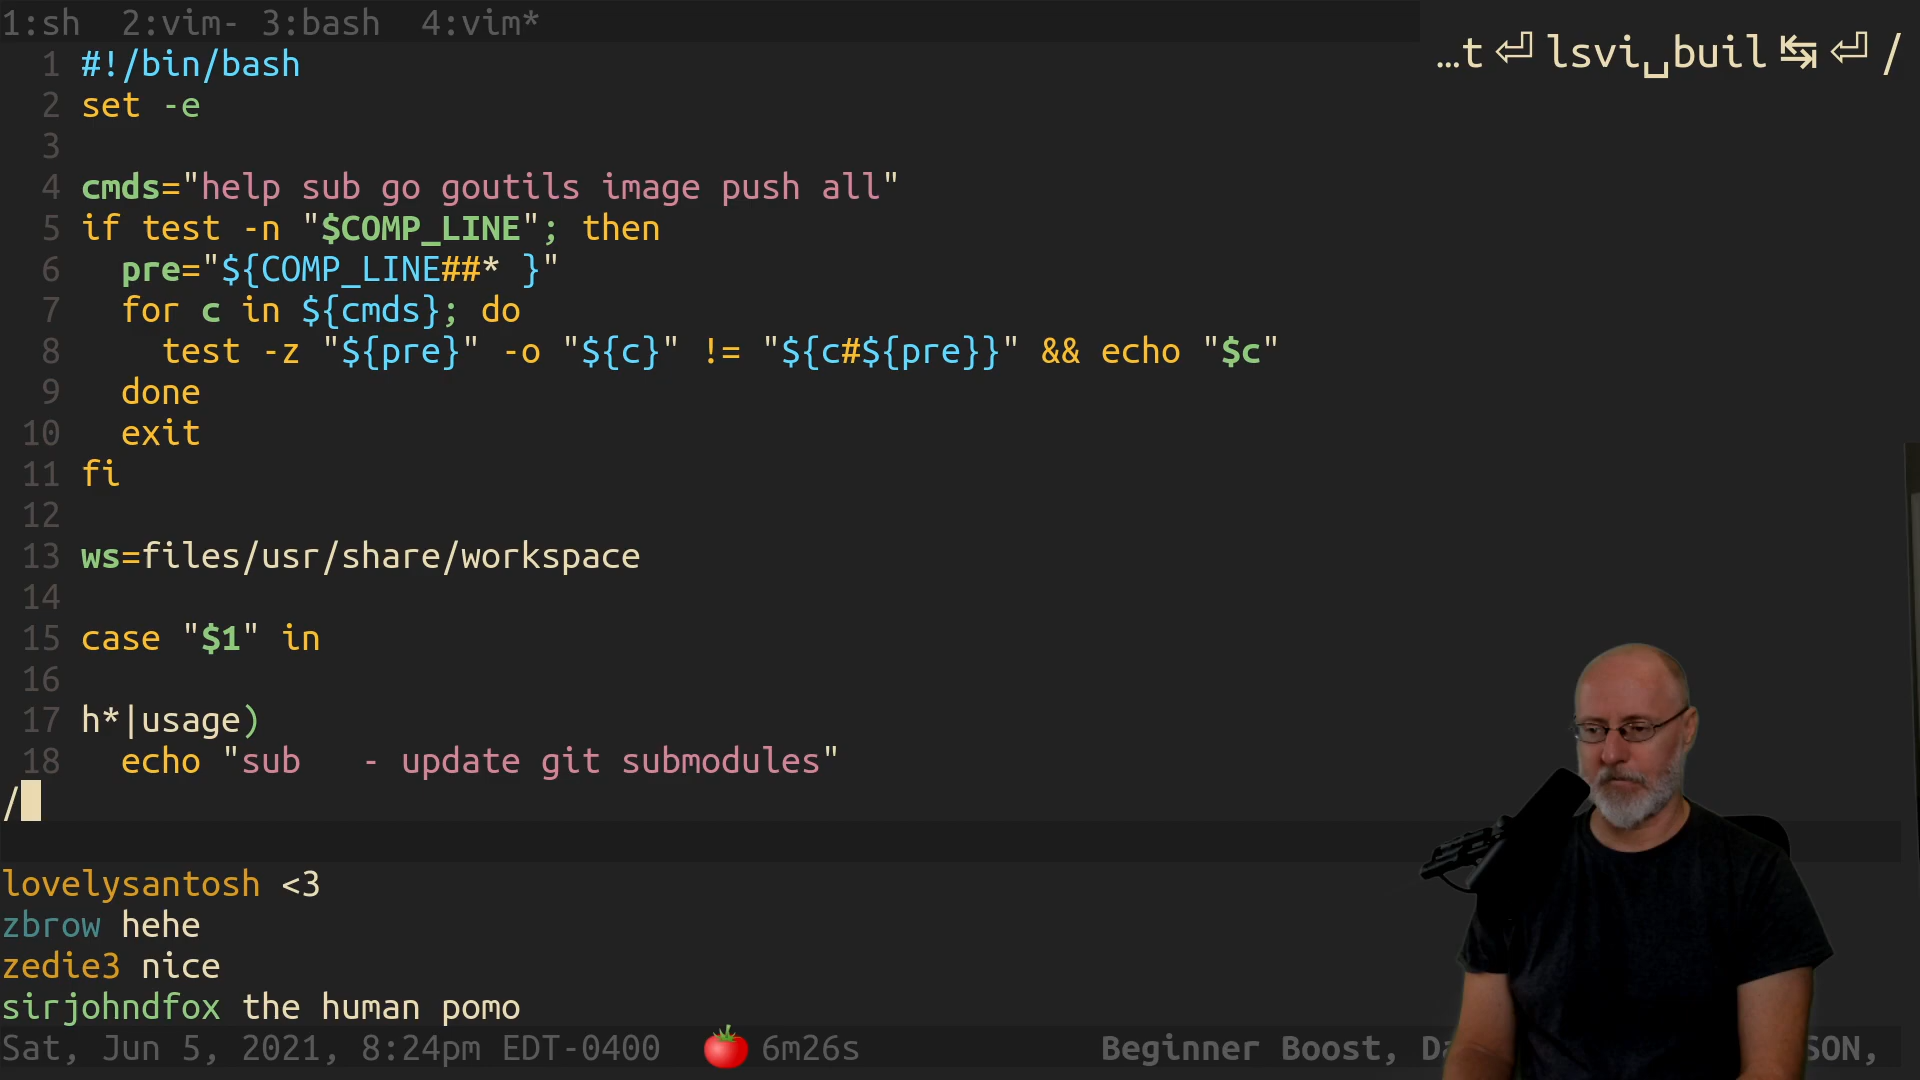 1:sh  2:vim- 3:bash  4:vim*
…t ⏎ lsvi␣buil ↹ ⏎ /
1 #!/bin/bash
2 set -e
3
4 cmds="help sub go goutils image push all"
5 if test -n "$COMP_LINE"; then
6   pre="${COMP_LINE##* }"
7   for c in ${cmds}; do
8     test -z "${pre}" -o "${c}" != "${c#${pre}}" && echo "$c"
9   done
10   exit
11 fi
12
13 ws=files/usr/share/workspace
14
15 case "$1" in
16
17 h*|usage)
18   echo "sub   - update git submodules"
/
lovelysantosh <3
zbrow hehe
zedie3 nice
sirjohndfox the human pomo
Sat, Jun 5, 2021, 8:24pm EDT-0400 🍅 6m26s Beginner Boost,